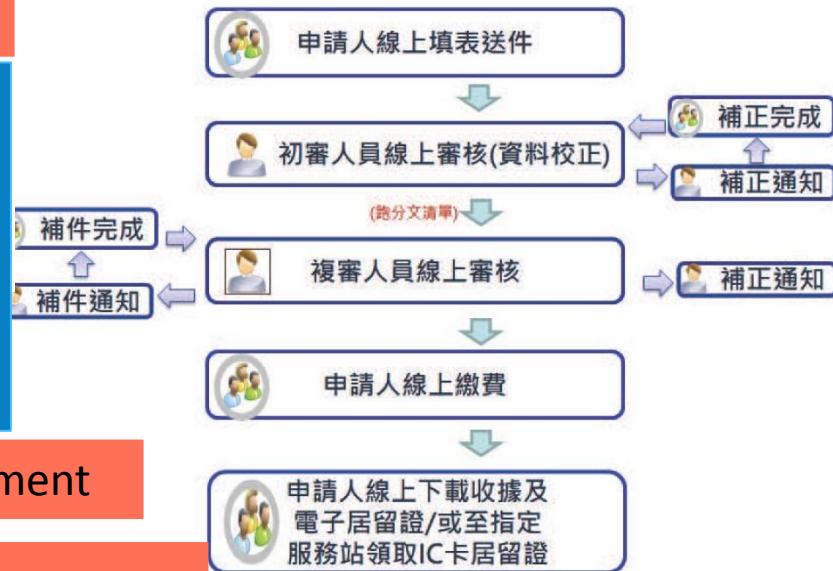 申請人線上填表送件
補正完成
初審人員線上審核(資料校正)
補正通知
(跑分文清單)
補件完成
複審人員線上審核
補正通知
補件通知
申請人線上繳費
ment
申請人線上下載收據及
電子居留證/或至指定
服務站領取IC卡居留證